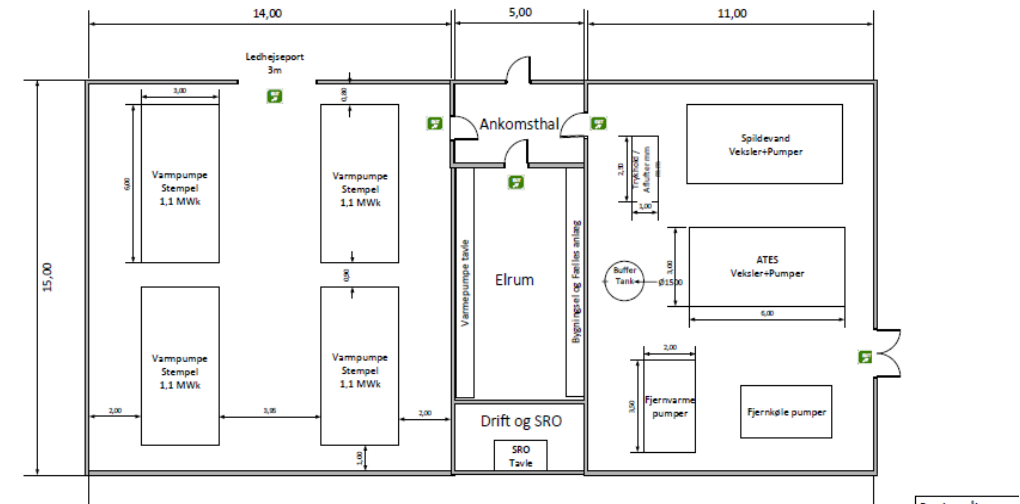 14,00
5,00
11,00
Ledhejseport
3m
3,00
0,80
Ankomsthal
Spildevand
Veksler+Pumper
Trykhold /
Afluftermm
2,50
1,00
6,00
Varmpumpe
Stempel
1,1 MWk
Varmpumpe
Stempel
1,1 MWk
15,00
0,90
Varmepumpe tavle
Elrum
Bygningsel og Fælles anlæg
Buffer
Tank
Ø1500
3,00
ATES
Veksler+Pumper
6,00
Varmpumpe
Stempel
1,1 MWk
Varmpumpe
Stempel
1,1 MWk
2,00
3,95
2,00
1,00
Drift og SRO
SRO
Tavle
2,00
3,50
Fjernvarme
pumper
Fjernkøle pumper